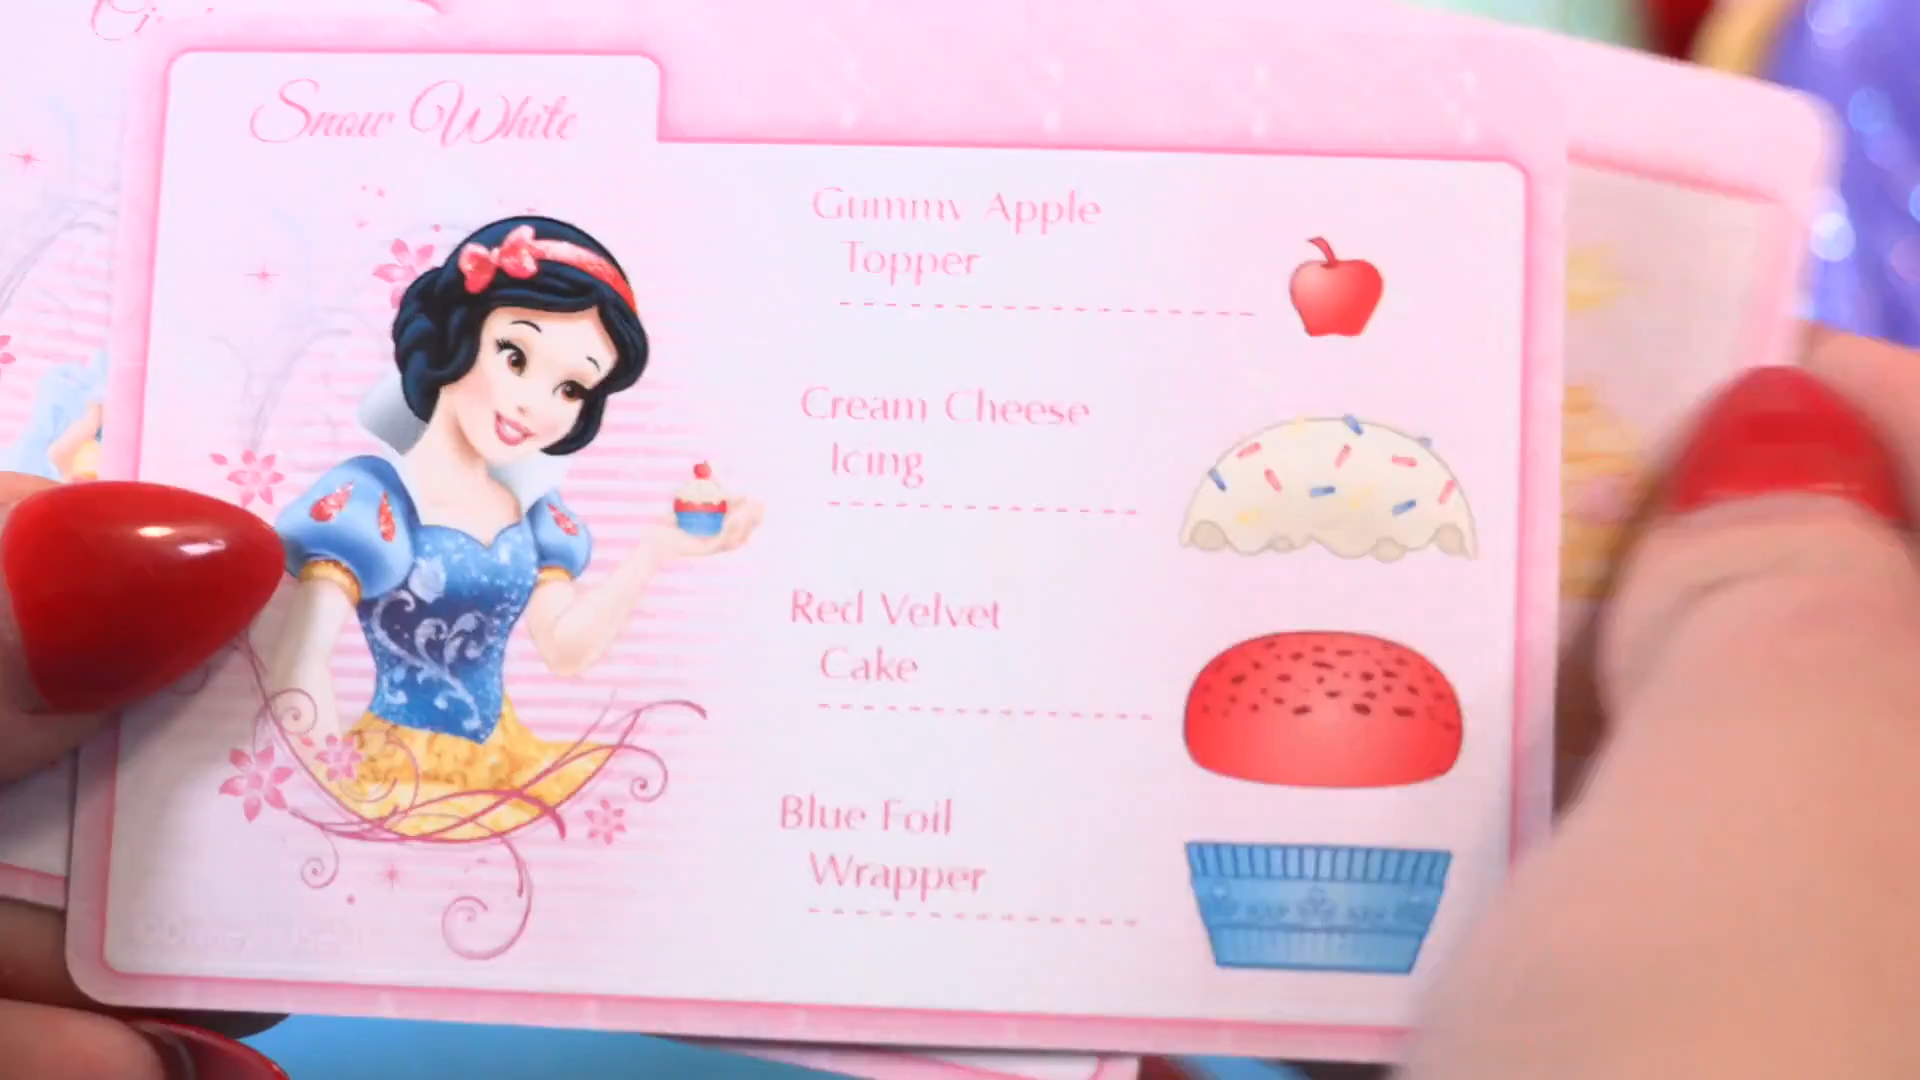 Snow White
Gummy Apple
Topper
Cream Cheese
Icing
Red Velvet
Cake
Blue Foil
Wrapper